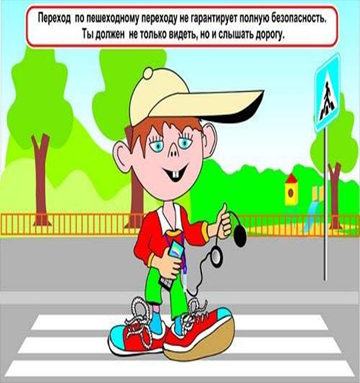 Переход по пешеходному переходу не гарантирует полную безопасность.
Ты должен не только видеть, но и слышать дорогу.